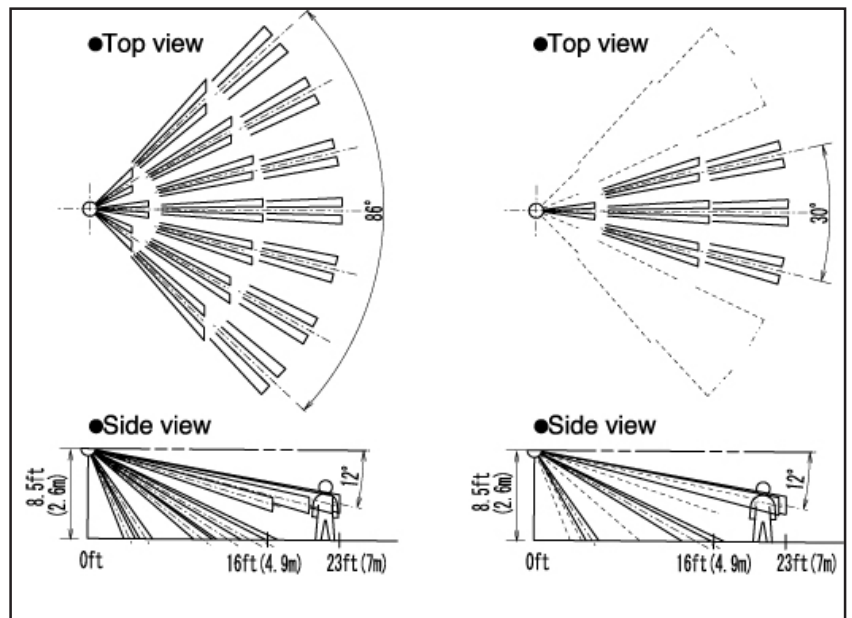 ●Top view
86°
●Side view
8.5ft
(2.6m)
12°
0ft
16ft(4.9m)
23ft(7m)
●Top view
30°
●Side view
8.5ft
(2.6m)
12°
0ft
16ft(4.9m)
23ft(7m)